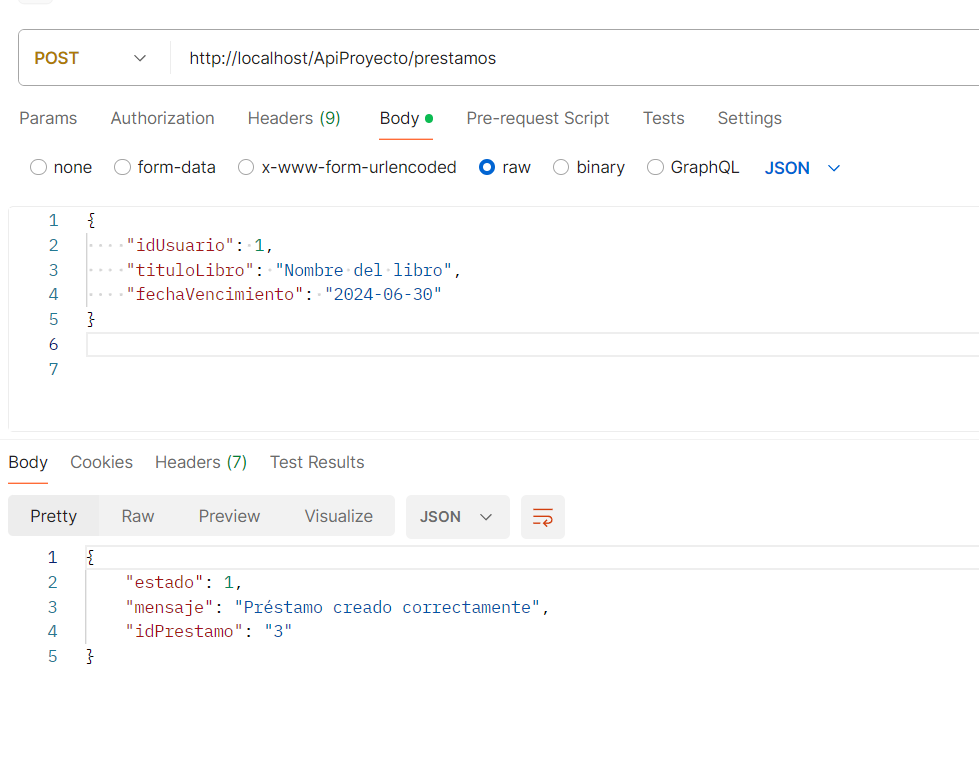 POST http://localhost/ApiProyecto/prestamos
Params Authorization Headers (9) Body Pre-request Script Tests Settings
none form-data x-www-form-urlencoded raw binary GraphQL JSON
1 {
2 "idUsuario": 1,
3 "tituloLibro": "Nombre del libro",
4 "fechaVencimiento": "2024-06-30"
5 }
6
7
Body Cookies Headers (7) Test Results
Pretty Raw Preview Visualize JSON
1 {
2 "estado": 1,
3 "mensaje": "Préstamo creado correctamente",
4 "idPrestamo": "3"
5 }